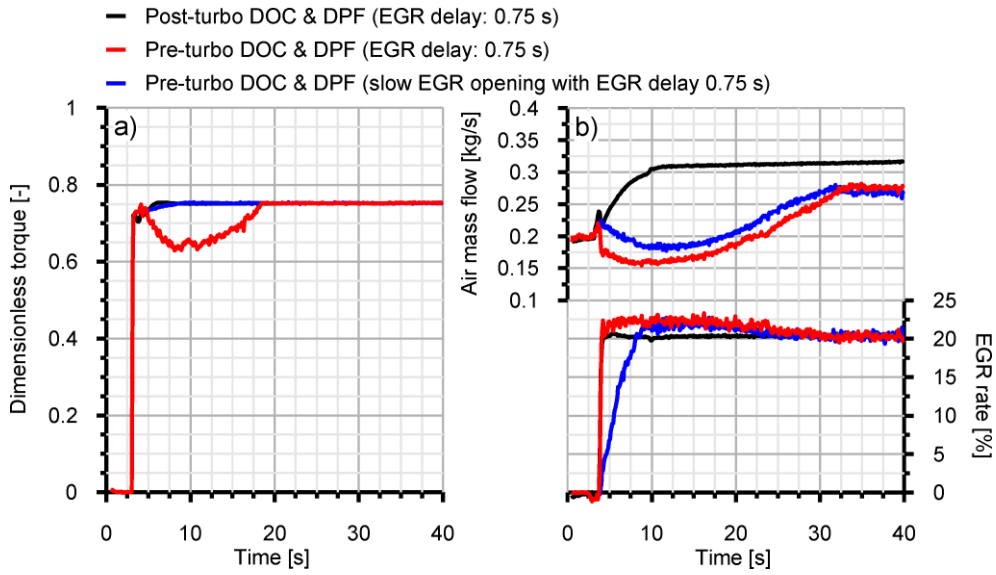 Post-turbo DOC & DPF (EGR delay: 0.75 s)
Pre-turbo DOC & DPF (EGR delay: 0.75 s)
Pre-turbo DOC & DPF (slow EGR opening with EGR delay 0.75 s)
a)
Dimensionless torque [-]
1
0.8
0.6
0.4
0.2
0
0 10 20 30 40
Time [s]
b)
Air mass flow [kg/s]
0.4
0.35
0.3
0.25
0.2
0.15
0.1
25
20
15
10
5
0
EGR rate [%]
0 10 20 30 40
Time [s]